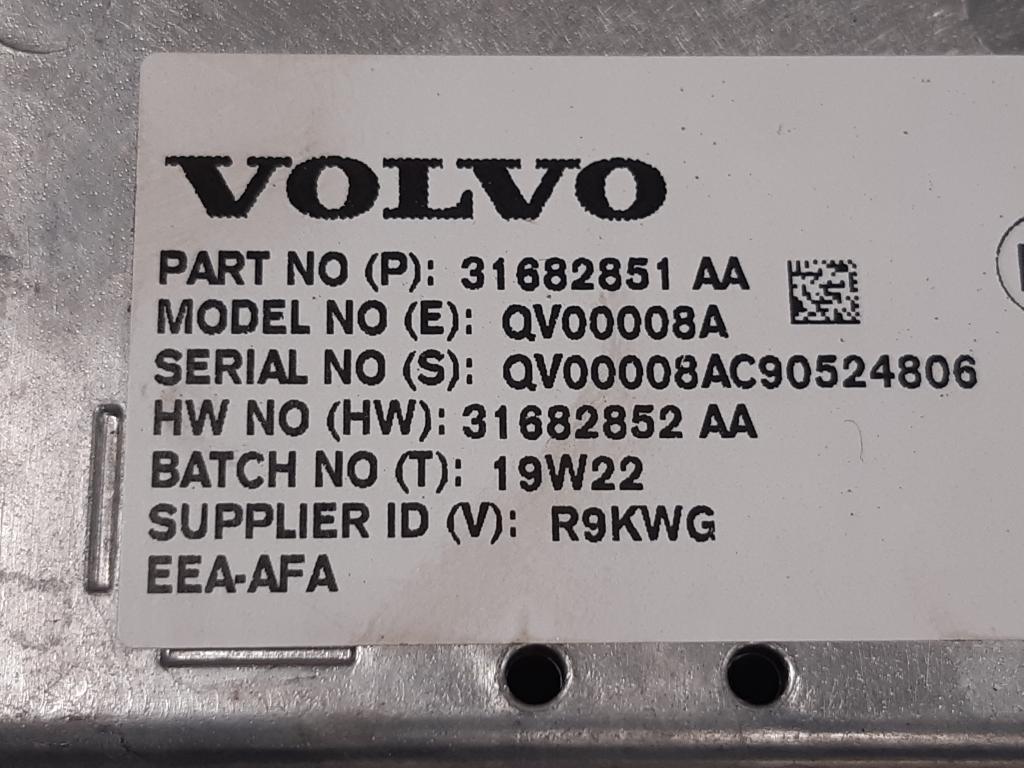 VOLVO
PART NO (P): 31682851 AA
MODEL NO (E): QV00008A
SERIAL NO (S): QV00008AC90524806
HW NO (HW): 31682852 AA
BATCH NO (T): 19W22
SUPPLIER ID (V): R9KWG
EEA-AFA